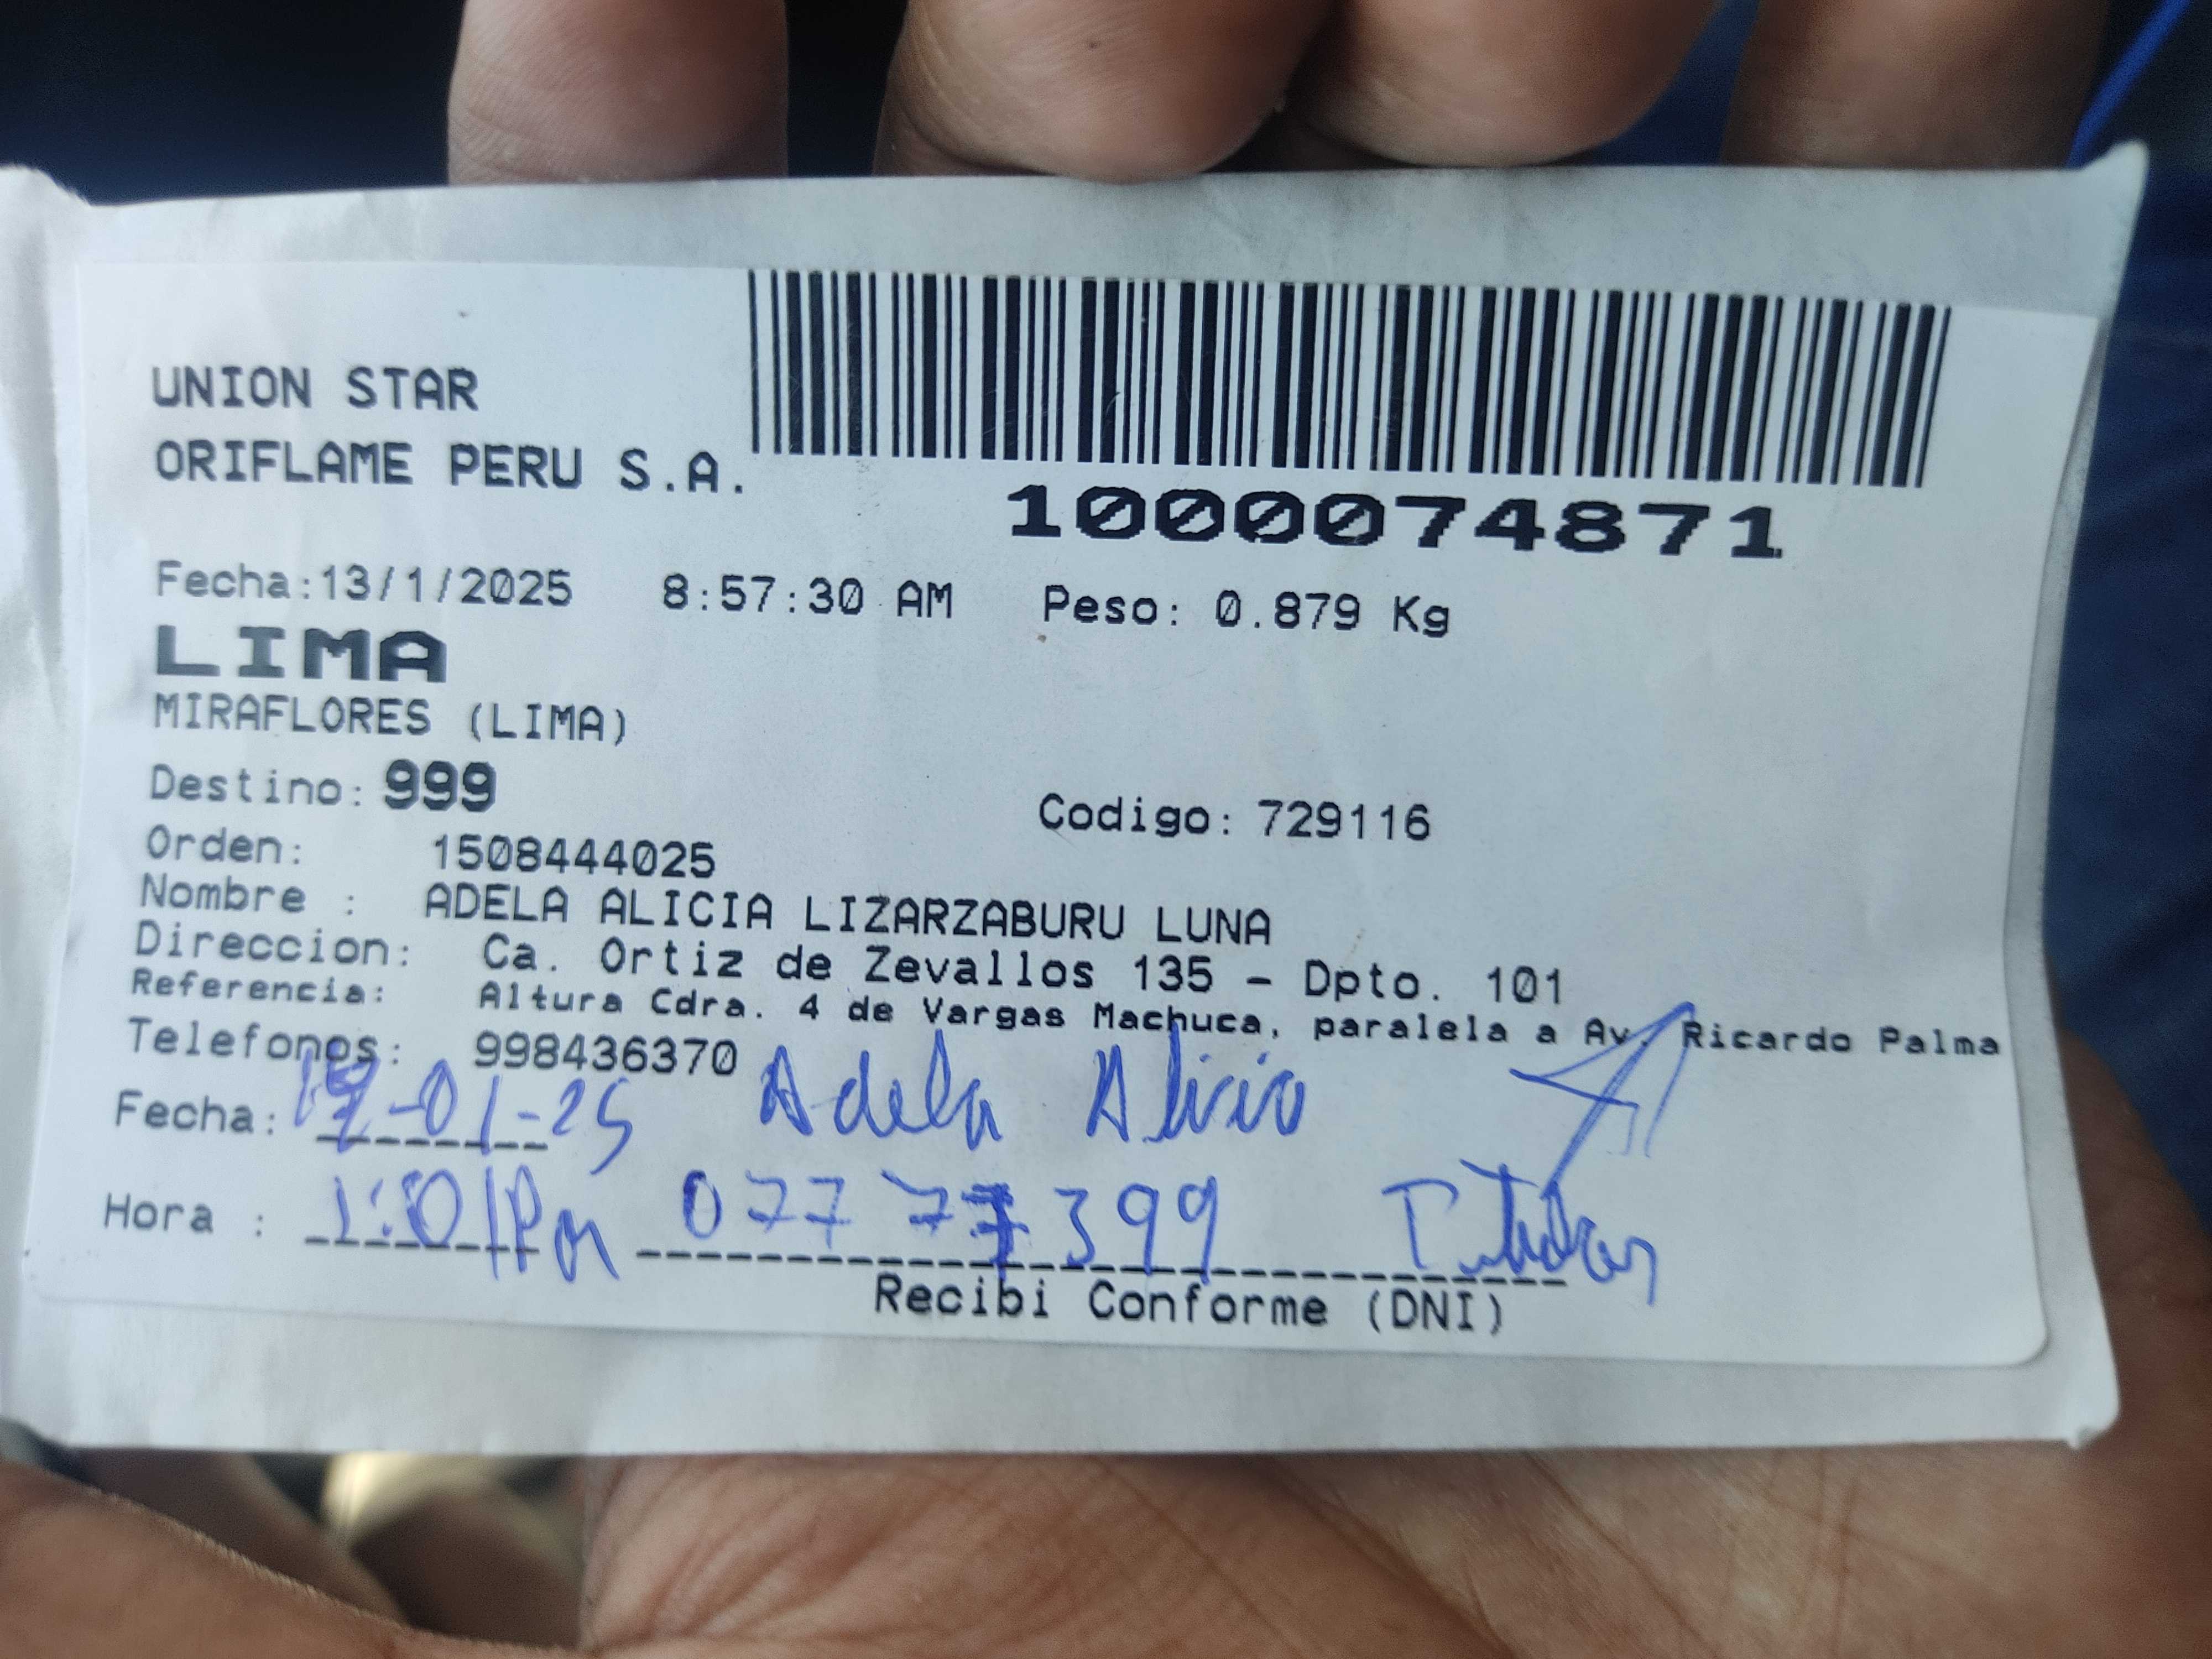 UNION STAR
ORIFLAME PERU S.A.
1000074871
Fecha:13/1/2025 8:57:30 AM Peso: 0.879 Kg
LIMA
MIRAFLORES (LIMA)
Destino: 999 Codigo: 729116
Orden: 1508444025
Nombre : ADELA ALICIA LIZARZABURU LUNA
Direccion: Ca. Ortiz de Zevallos 135 - Dpto. 101
Referencia: Altura Cdra. 4 de Vargas Machuca, paralela a Av. Ricardo Palma
Telefonos: 998436370
Fecha: Adela Alicia
Hora : Titular
Recibi Conforme (DNI)